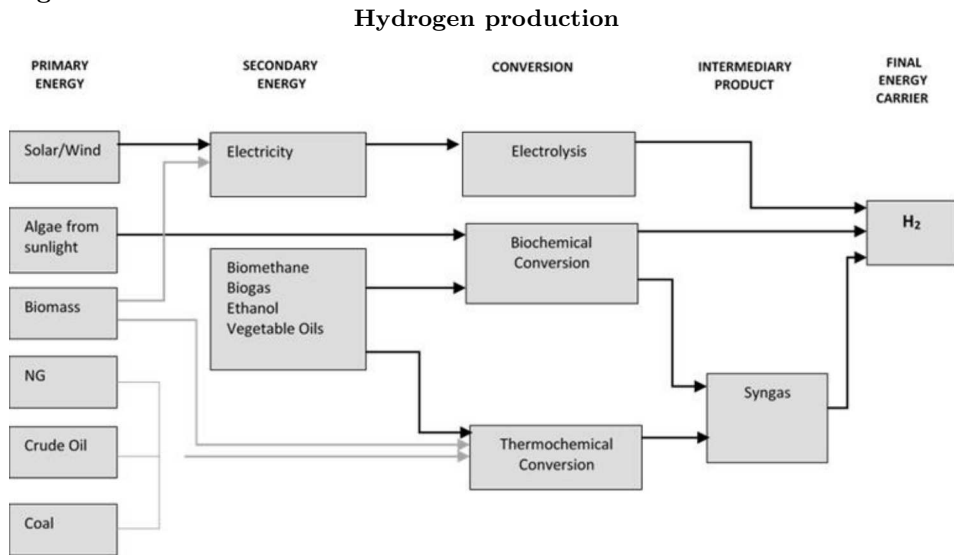 Hydrogen production
PRIMARY
ENERGY
SECONDARY
ENERGY
CONVERSION
INTERMEDIARY
PRODUCT
FINAL
ENERGY
CARRIER
Solar/Wind
Electricity
Electrolysis
H₂
Algae from
sunlight
Biochemical
Conversion
Biomethane
Biogas
Ethanol
Vegetable Oils
Biomass
NG
Syngas
Crude Oil
Thermochemical
Conversion
Coal